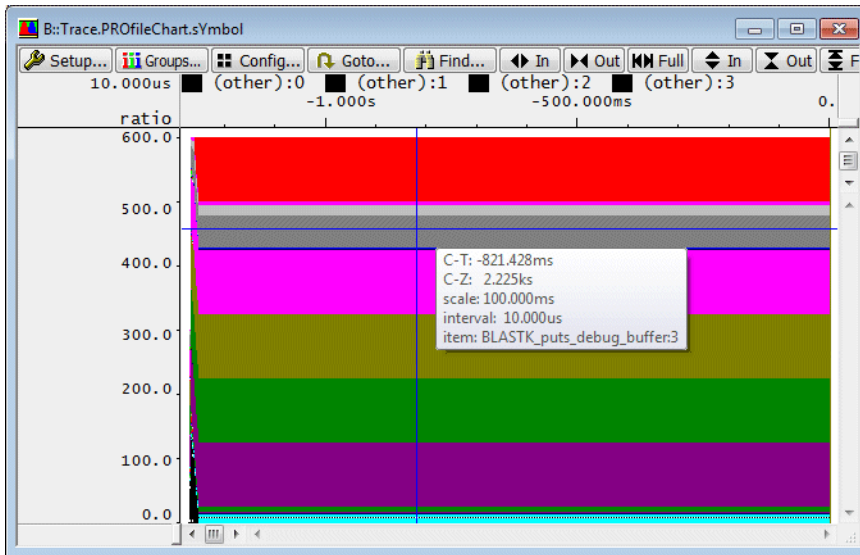 B::Trace.PROfileChart.sYmbol
Setup... Groups... Config... Goto... Find... In Out Full In Out F
10.000us (other):0 (other):1 (other):2 (other):3
-1.000s -500.000ms 0.
ratio
600.0
500.0
400.0
300.0
200.0
100.0
0.0
C-T: -821.428ms
C-Z: 2.225ks
scale: 100.000ms
interval: 10.000us
item: BLASTK_puts_debug_buffer:3